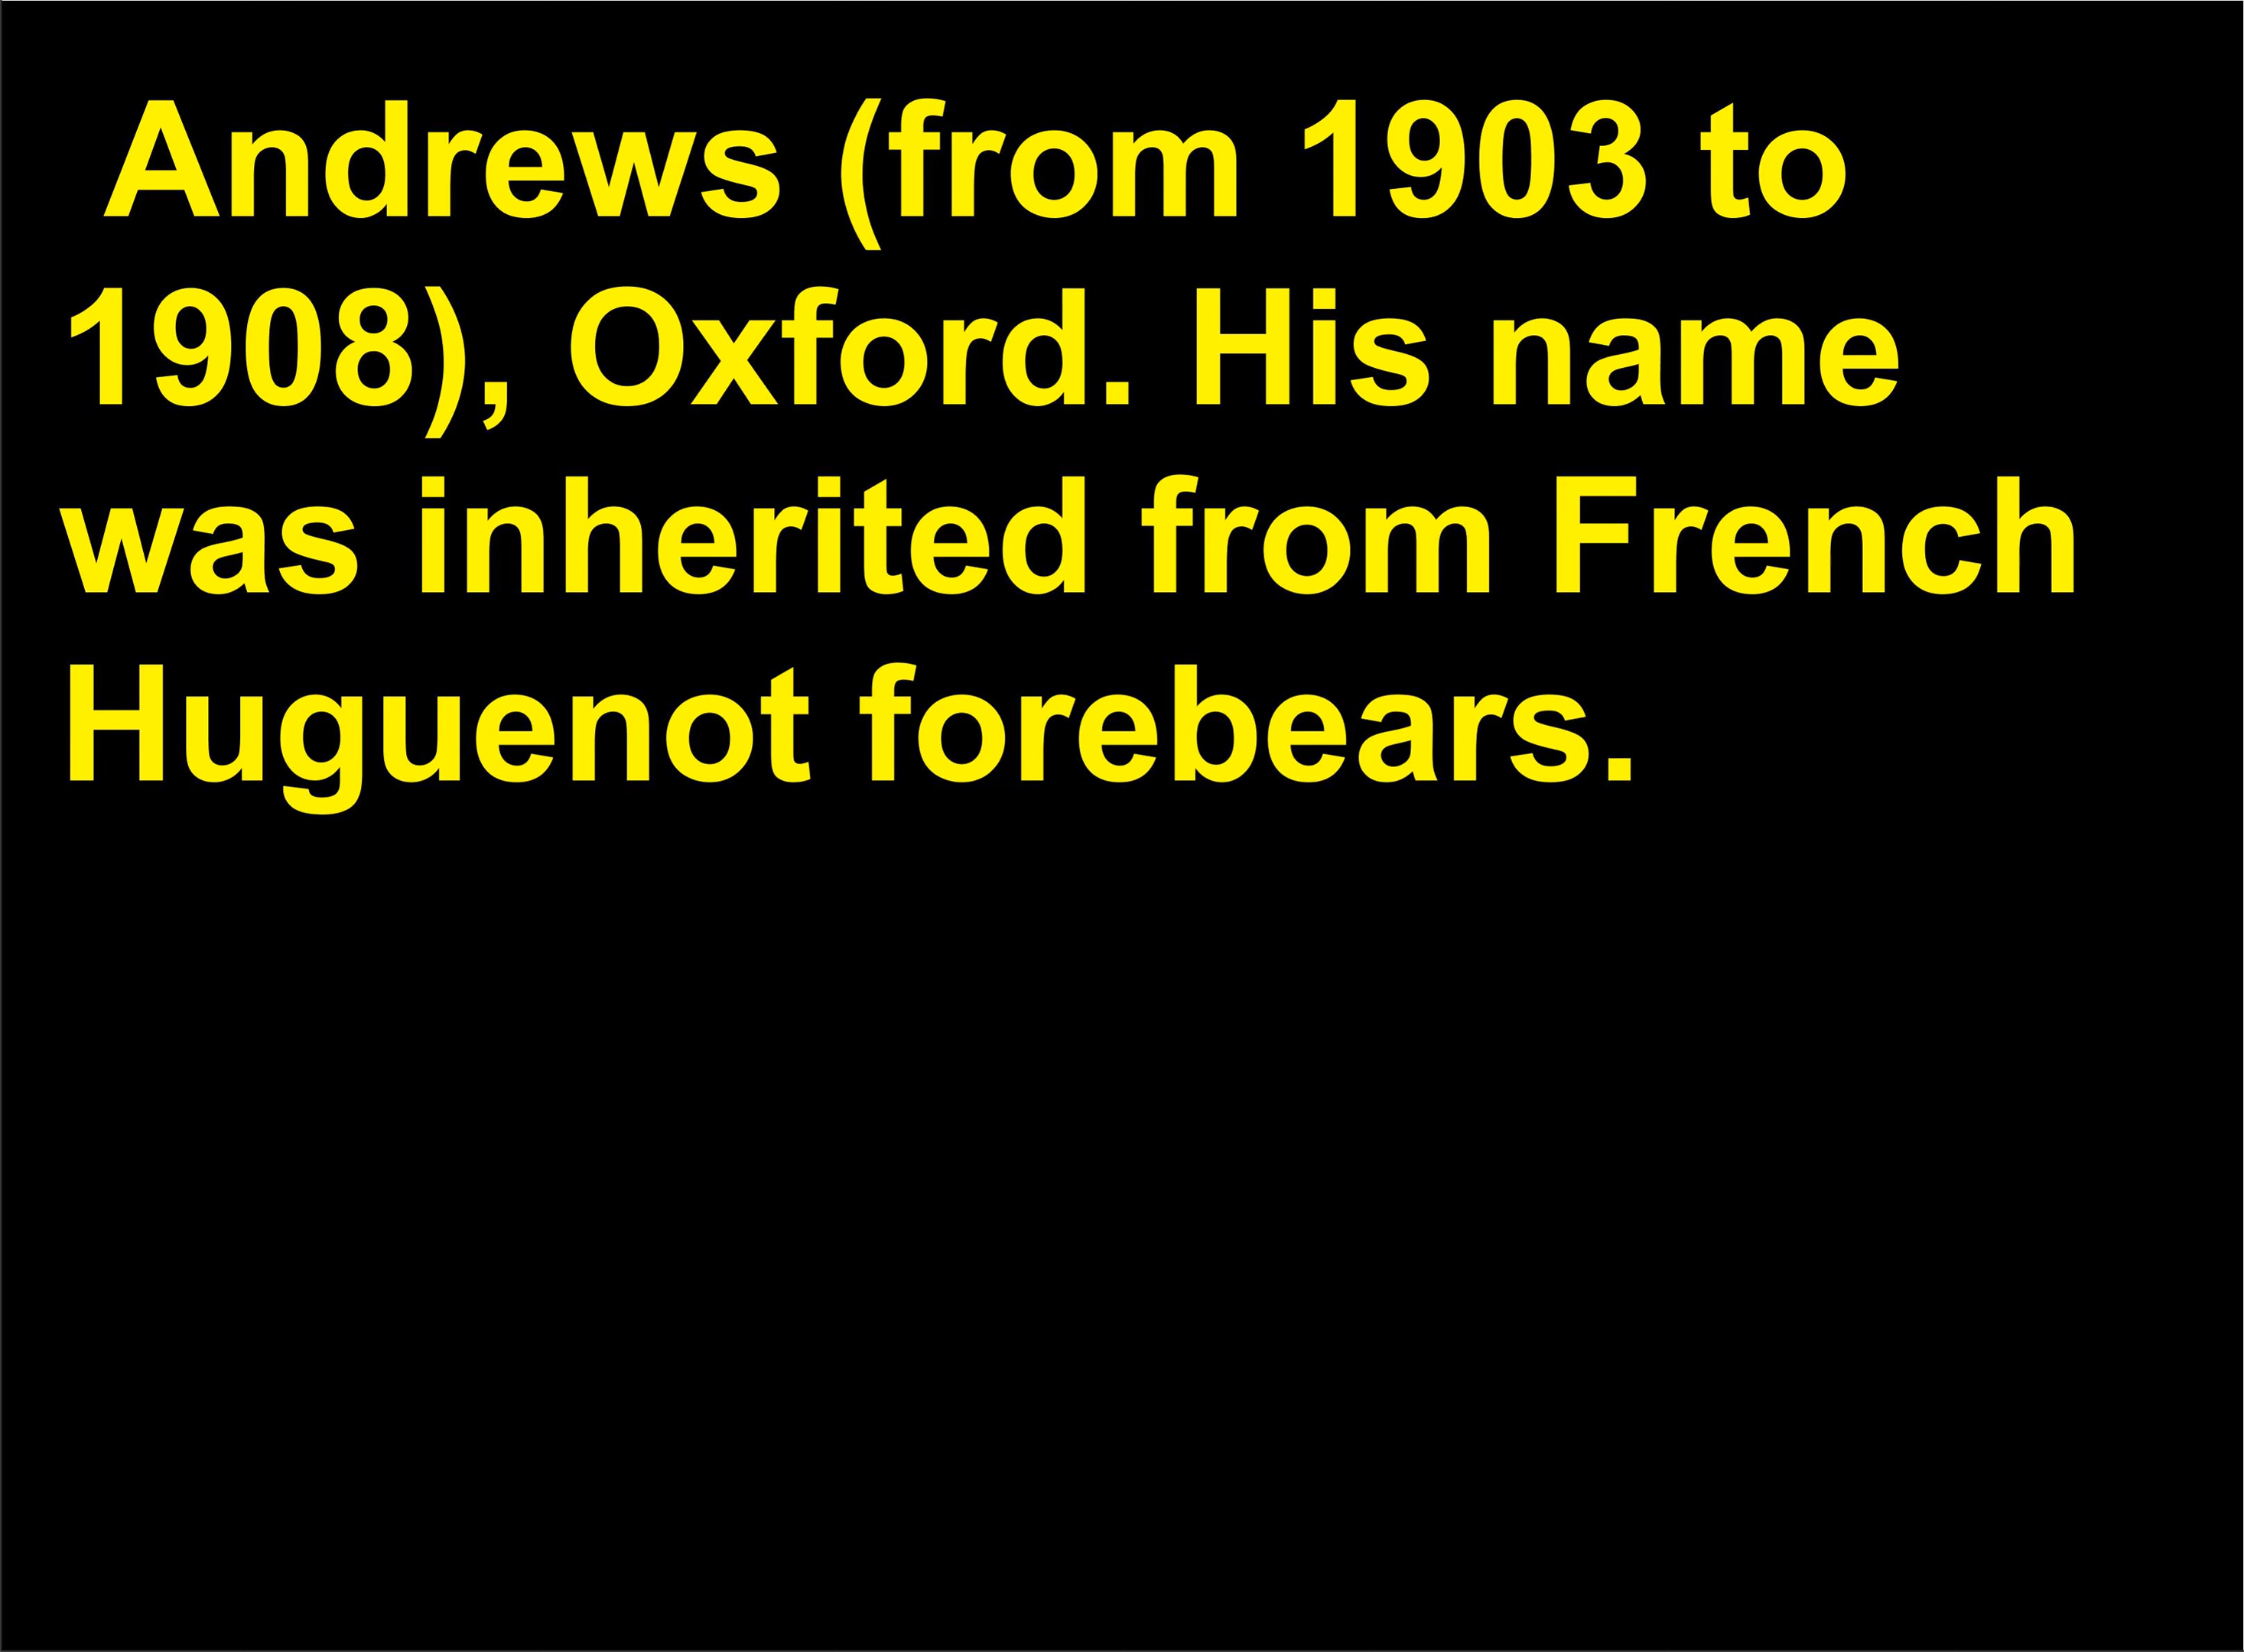 Andrews (from 1903 to
1908), Oxford. His name
was inherited from French
Huguenot forebears.